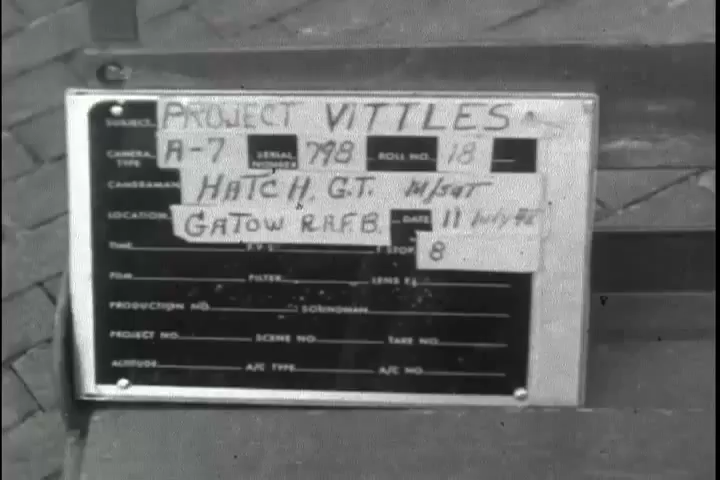 SUBJECT PROJECT VITTLES
CAMERA TYPE A-7 SERIAL NUMBER 798 ROLL NO. 18
CAMERAMAN HATCH, G.T. M/SGT
LOCATION GATOW R.A.F.B. DATE 11 July 48
TIME F.P.S. F STOP 8
FILM FILTER LENS F.L.
PRODUCTION NO. SOUNDMAN
PROJECT NO. SCENE NO. TAKE NO.
ALTITUDE A/C TYPE A/C NO.